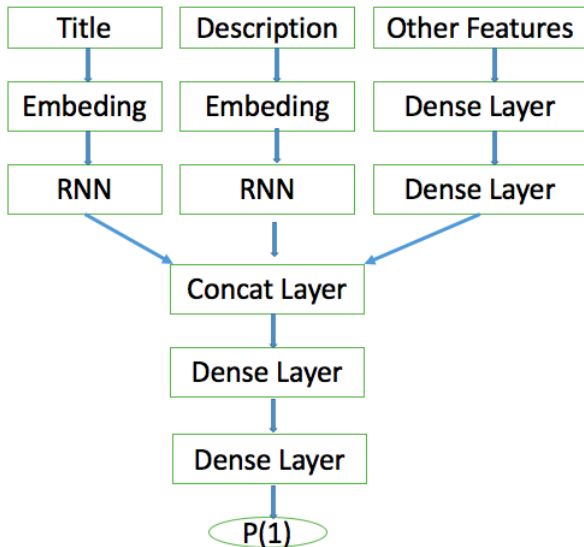 Title
Description
Other Features
Embeding
Embeding
Dense Layer
RNN
RNN
Dense Layer
Concat Layer
Dense Layer
Dense Layer
P(1)